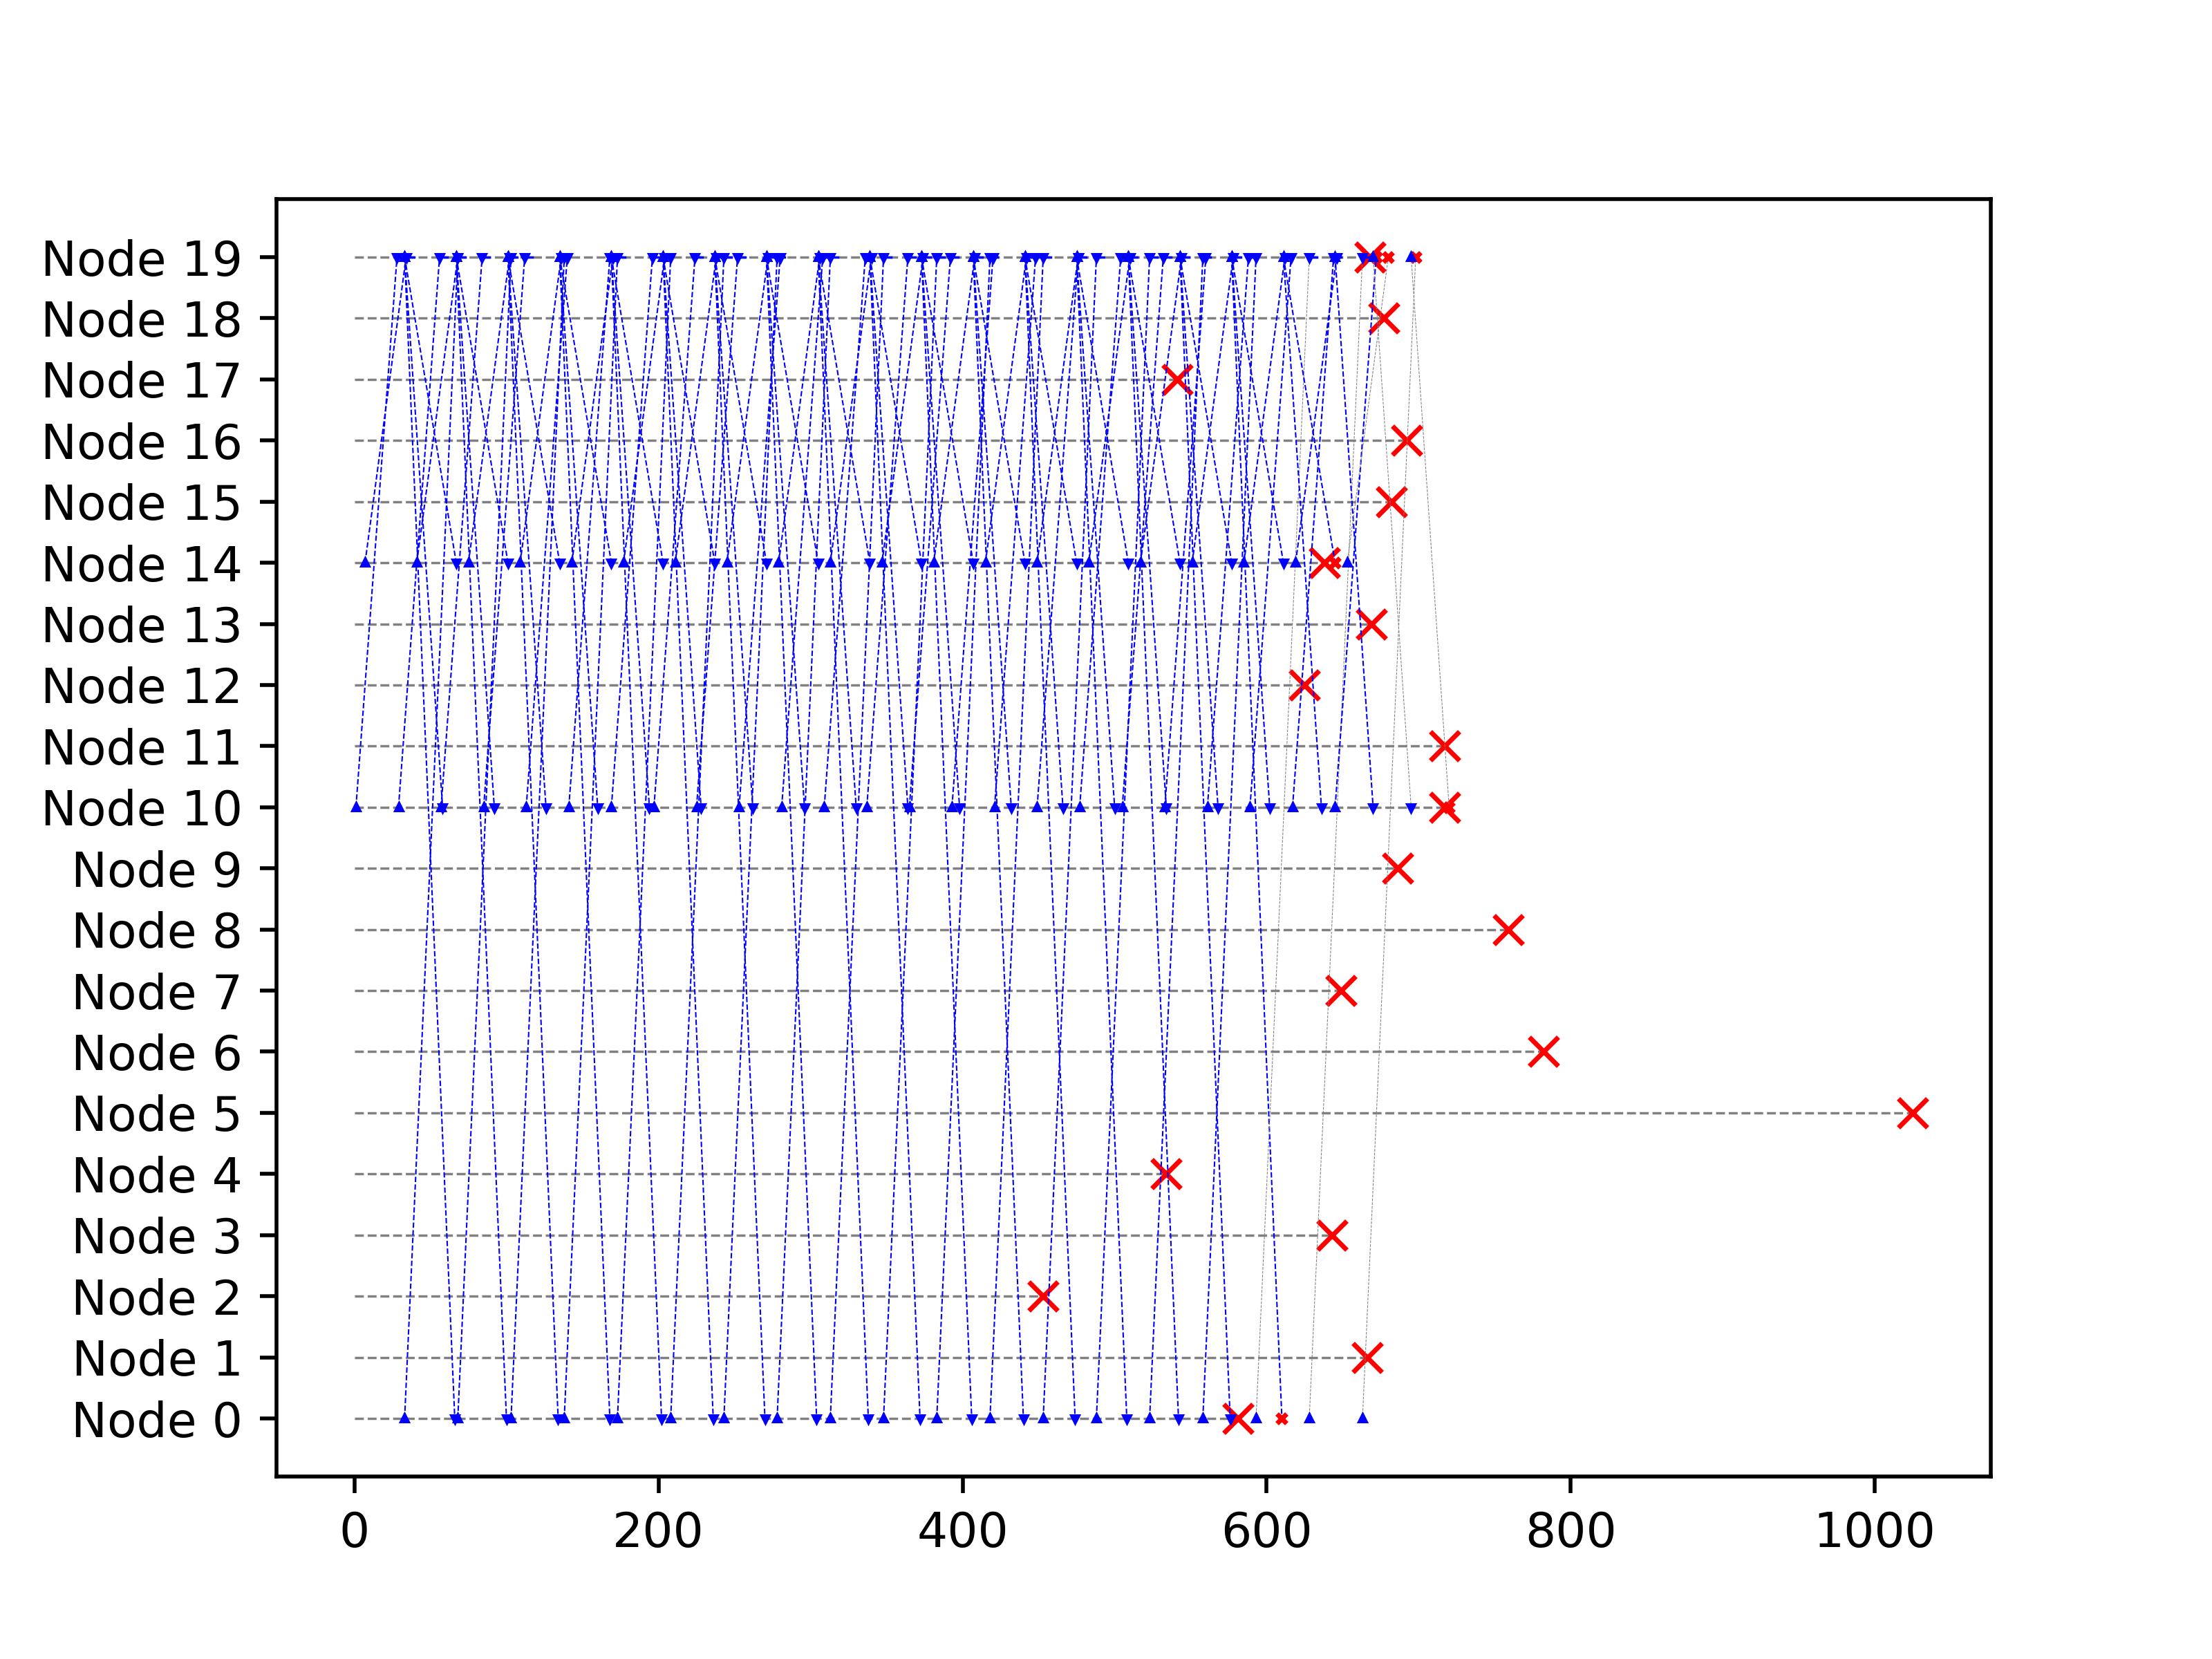 Node 19
Node 18
Node 17
Node 16
Node 15
Node 14
Node 13
Node 12
Node 11
Node 10
Node 9
Node 8
Node 7
Node 6
Node 5
Node 4
Node 3
Node 2
Node 1
Node 0
0 200 400 600 800 1000